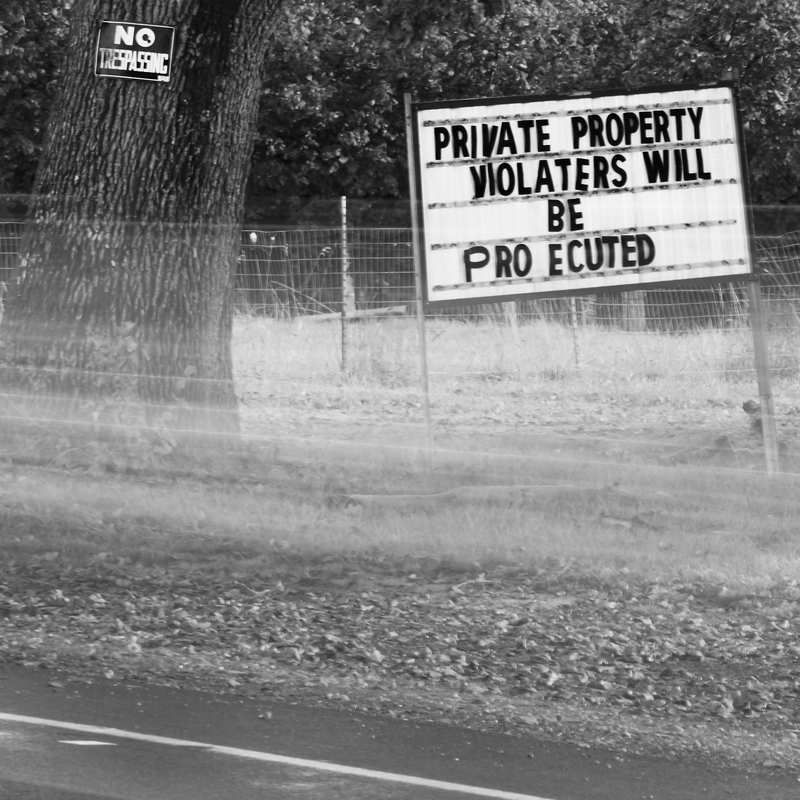 NO
TRESPASSING
PRIVATE PROPERTY
VIOLATERS WILL
BE
PRO ECUTED